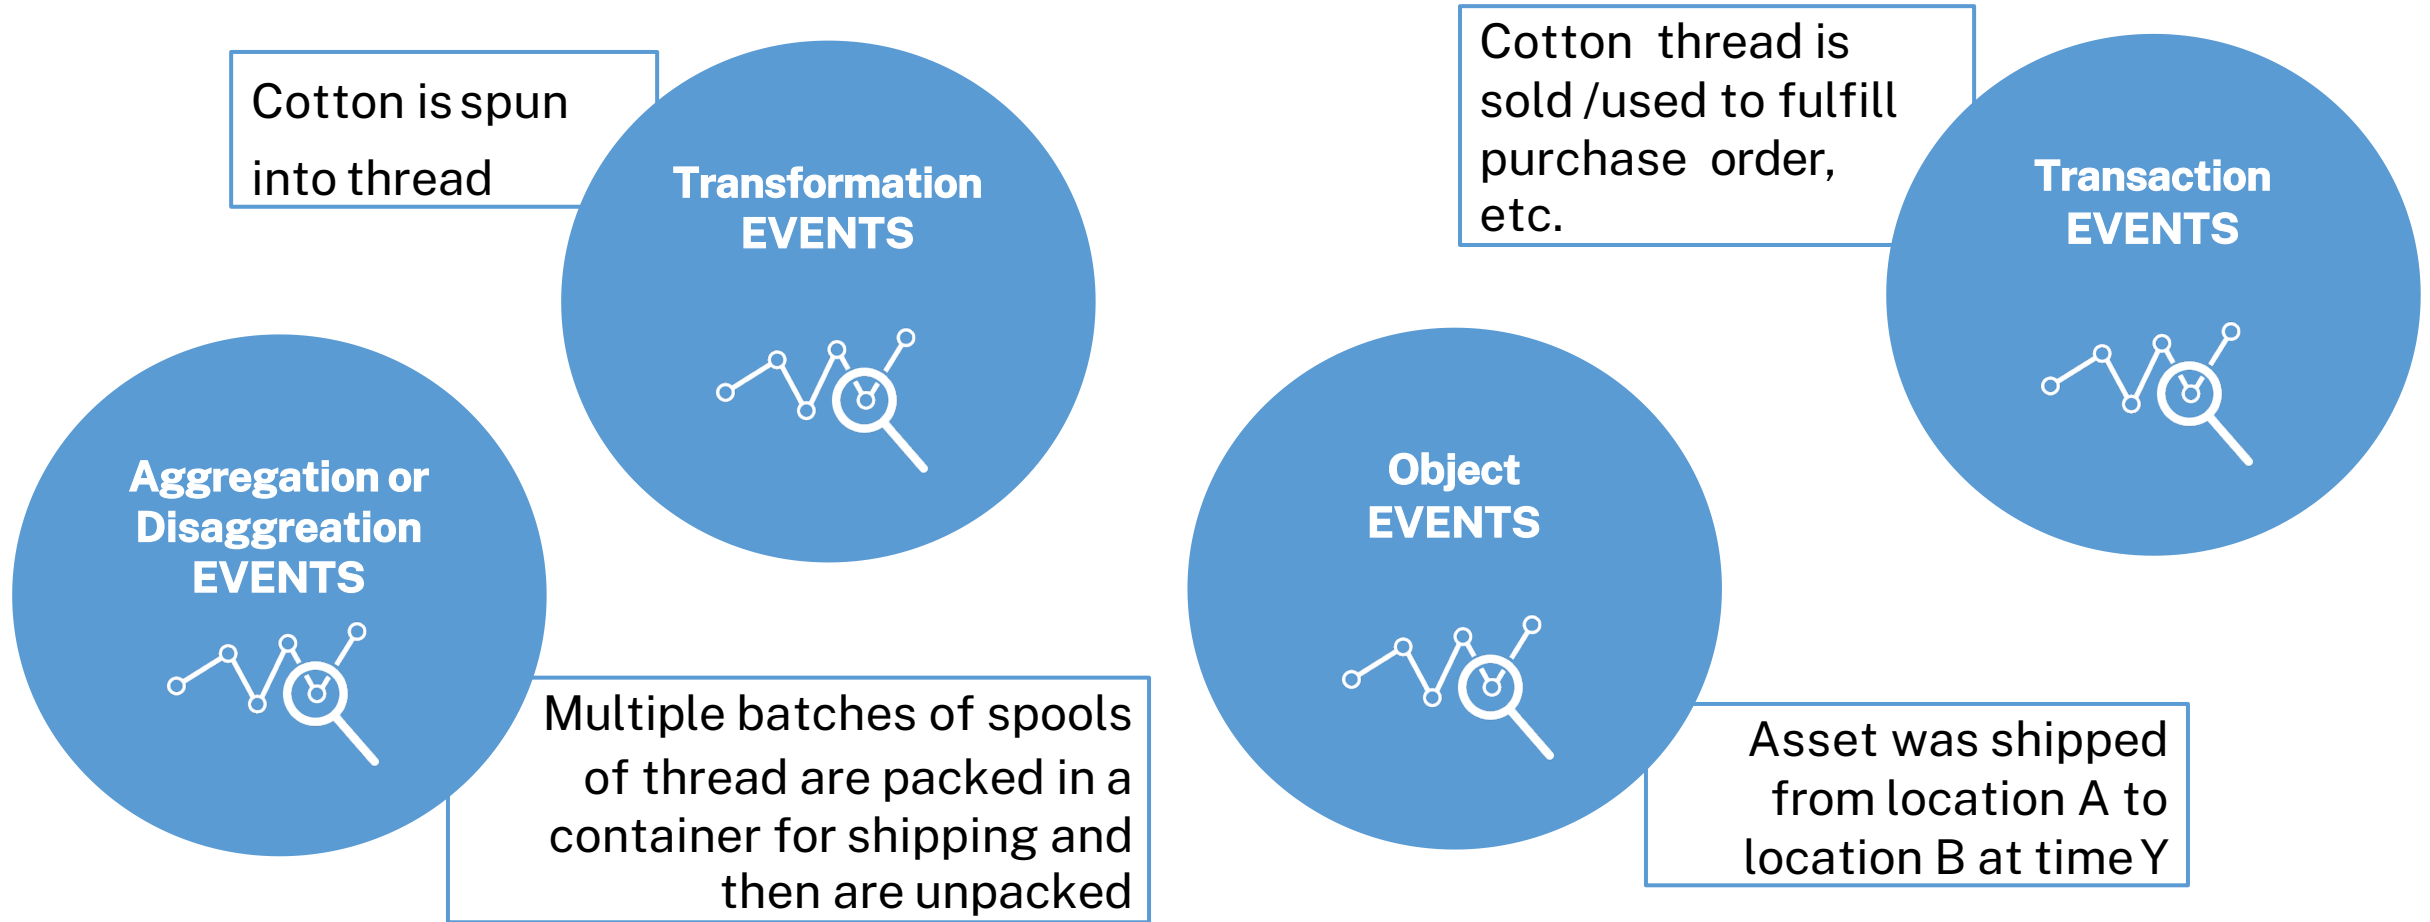 Cotton is spun
into thread
Transformation
EVENTS
Aggregation or
Disaggreation
EVENTS
Multiple batches of spools
of thread are packed in a
container for shipping and
then are unpacked
Cotton thread is
sold /used to fulfill
purchase order,
etc.
Transaction
EVENTS
Object
EVENTS
Asset was shipped
from location A to
location B at time Y